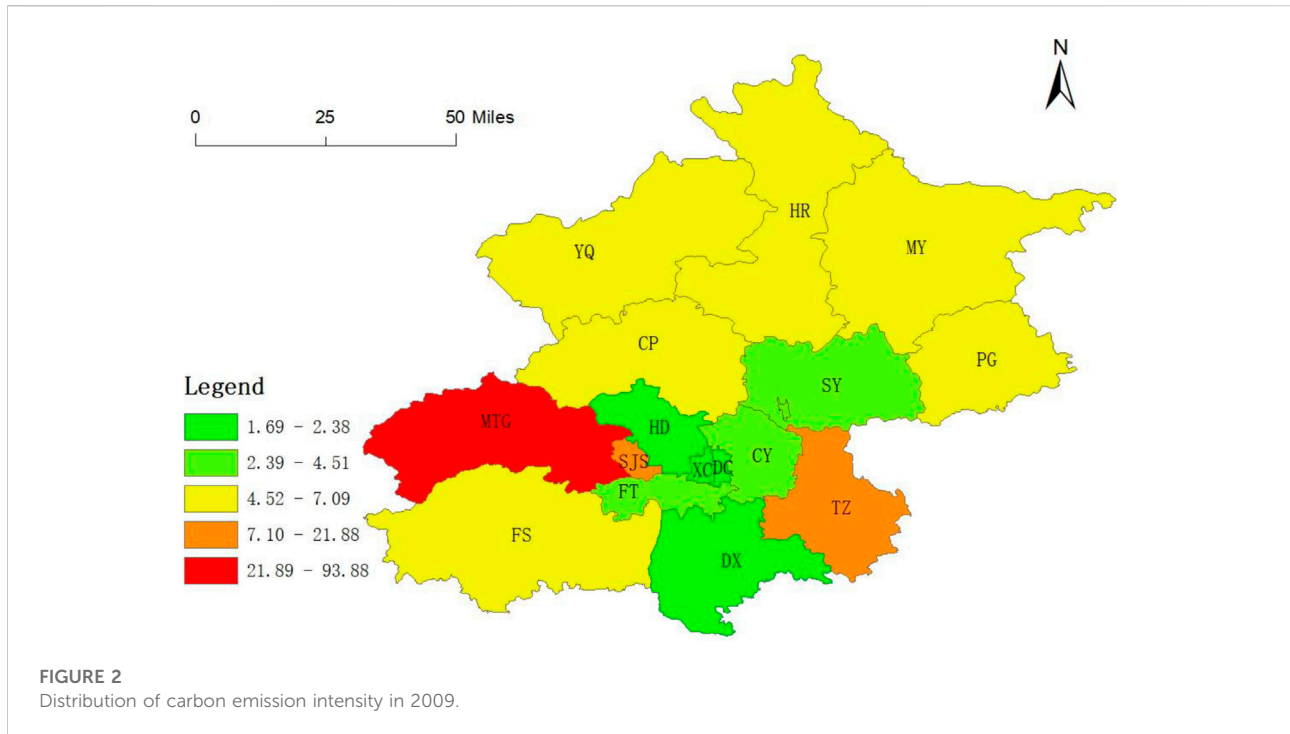 N
0 25 50 Miles
HR
YQ
MY
CP
PG
SY
Legend
MTG
HD
1.69 - 2.38
CY
SJS
XC
DC
2.39 - 4.51
FT
TZ
4.52 - 7.09
FS
7.10 - 21.88
DX
21.89 - 93.88
FIGURE 2
Distribution of carbon emission intensity in 2009.